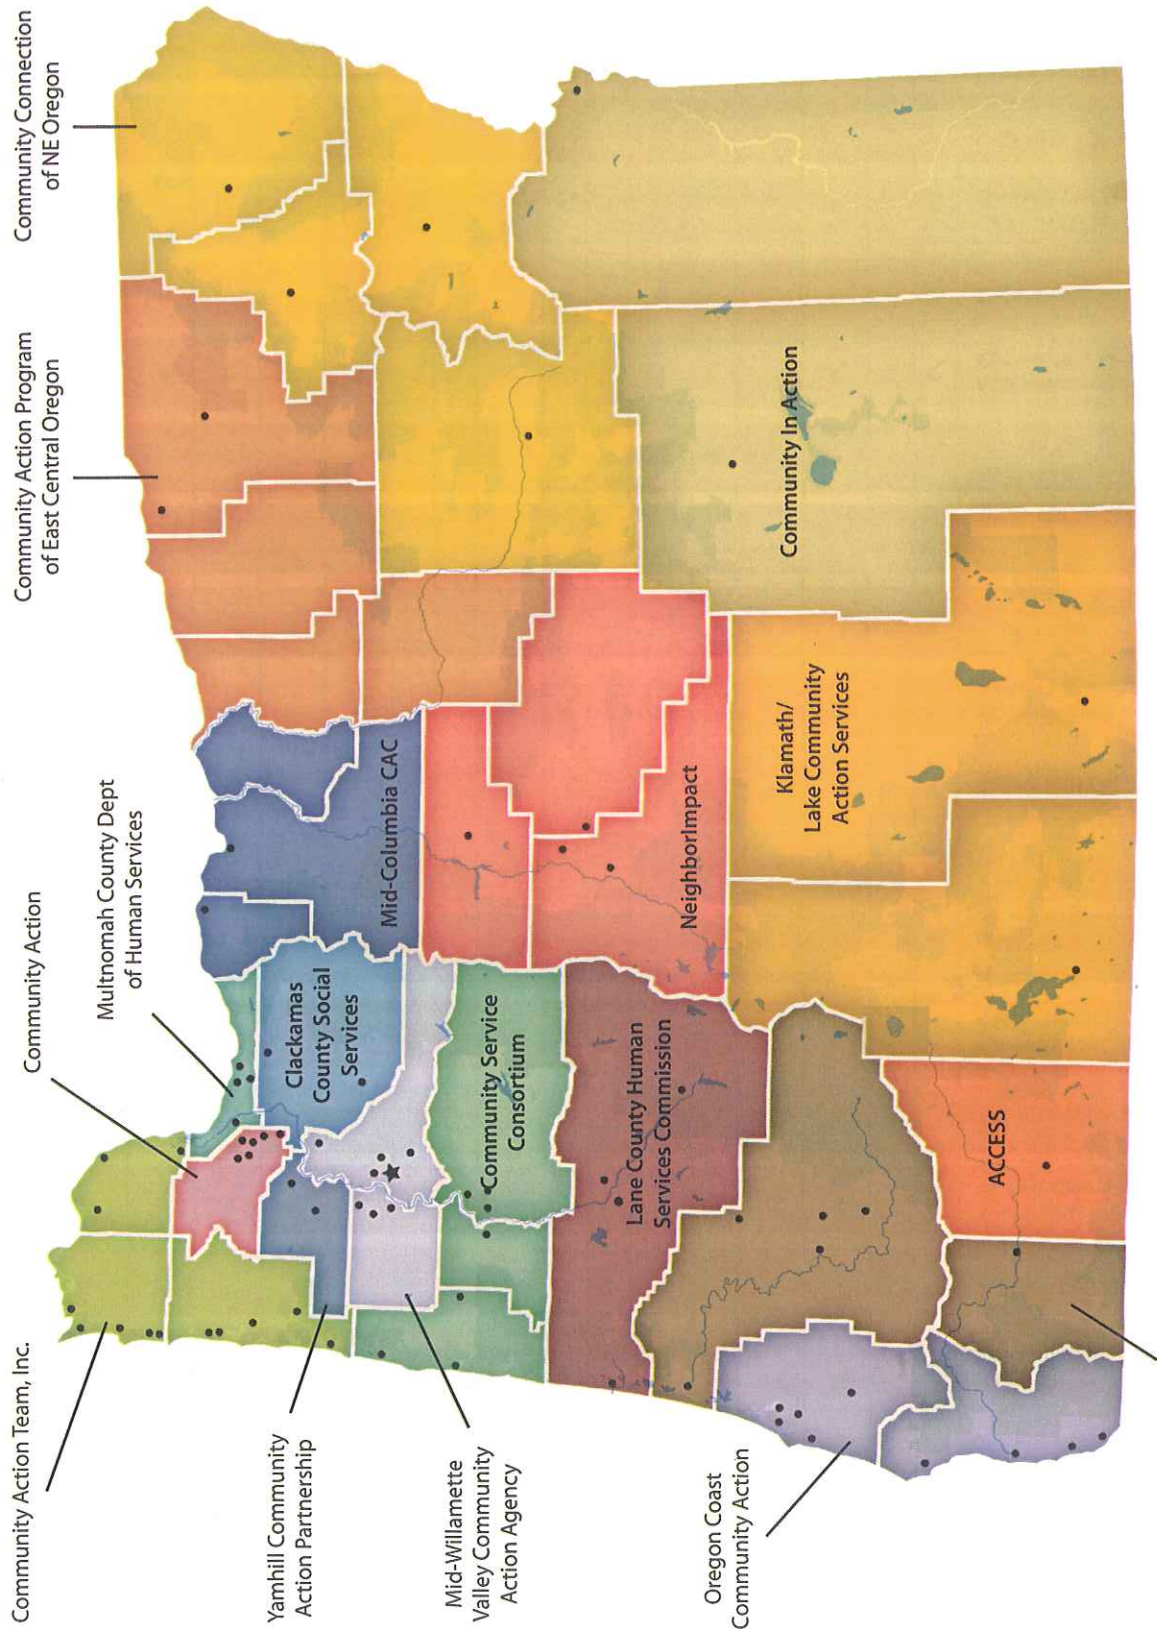 Community Action Team, Inc.
Community Action
Community Action Program
of East Central Oregon
Community Connection
of NE Oregon
Multnomah County Dept
of Human Services
Yamhill Community
Action Partnership
Clackamas
County Social
Services
Mid-Columbia CAC
Mid-Willamette
Valley Community
Action Agency
Community Service
Consortium
Lane County Human
Services Commission
NeighborImpact
Oregon Coast
Community Action
Klamath/
Lake Community
Action Services
Community In Action
ACCESS